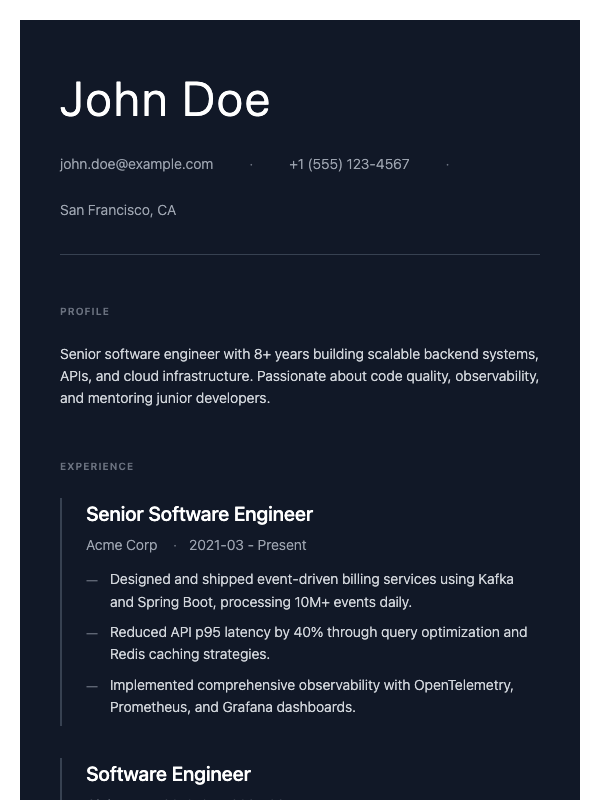 John Doe
john.doe@example.com · +1 (555) 123-4567 ·
San Francisco, CA
PROFILE
Senior software engineer with 8+ years building scalable backend systems,
APIs, and cloud infrastructure. Passionate about code quality, observability,
and mentoring junior developers.
EXPERIENCE
Senior Software Engineer
Acme Corp · 2021-03 - Present
— Designed and shipped event-driven billing services using Kafka
and Spring Boot, processing 10M+ events daily.
— Reduced API p95 latency by 40% through query optimization and
Redis caching strategies.
— Implemented comprehensive observability with OpenTelemetry,
Prometheus, and Grafana dashboards.
Software Engineer